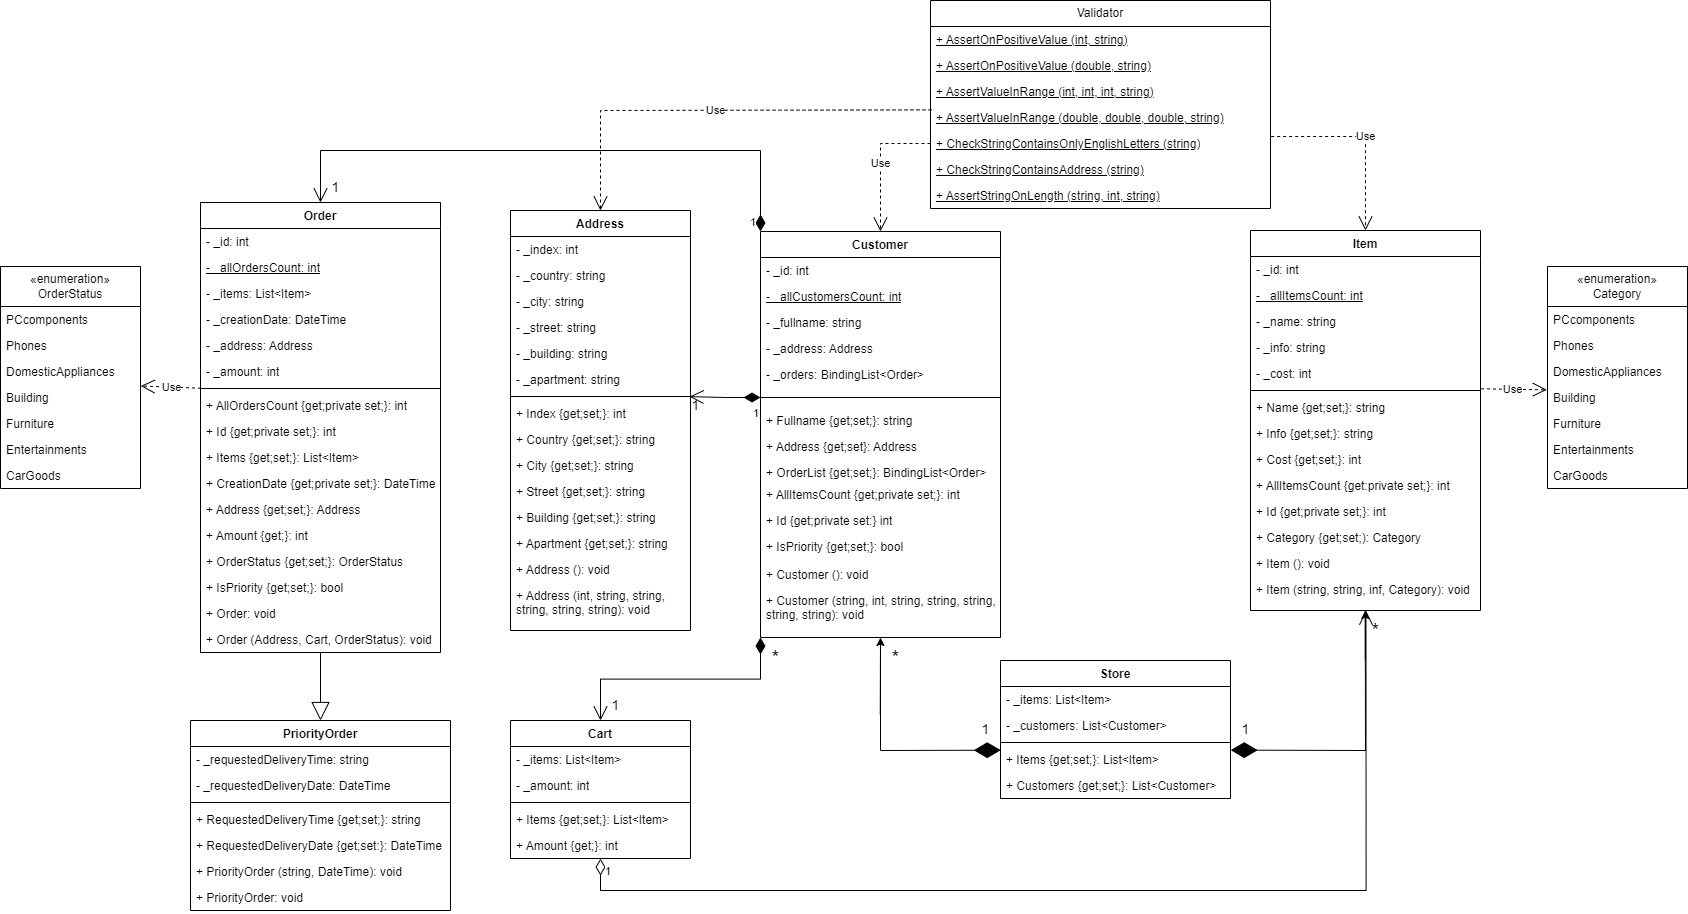 Validator
+ AssertOnPositiveValue (int, string)
+ AssertOnPositiveValue (double, string)
+ AssertValueInRange (int, int, int, string)
+ AssertValueInRange (double, double, double, string)
+ CheckStringContainsOnlyEnglishLetters (string)
+ CheckStringContainsAddress (string)
+ AssertStringOnLength (string, int, string)
Use
Use
Use
1
1
Order
- _id: int
- _allOrdersCount: int
- _items: List<Item>
- _creationDate: DateTime
- _address: Address
- _amount: int
+ AllOrdersCount {get;private set;}: int
+ Id {get;private set;}: int
+ Items {get;set;}: List<Item>
+ CreationDate {get;private set;}: DateTime
+ Address {get;set;}: Address
+ Amount {get;}: int
+ OrderStatus {get;set;}: OrderStatus
+ IsPriority {get;set;}: bool
+ Order: void
+ Order (Address, Cart, OrderStatus): void
Address
- _index: int
- _country: string
- _city: string
- _street: string
- _building: string
- _apartment: string
+ Index {get;set;}: int
+ Country {get;set;}: string
+ City {get;set;}: string
+ Street {get;set;}: string
+ Building {get;set;}: string
+ Apartment {get;set;}: string
+ Address (): void
+ Address (int, string, string,
string, string, string): void
1
1
Customer
- _id: int
- _allCustomersCount: int
- _fullname: string
- _address: Address
- _orders: BindingList<Order>
+ Fullname {get;set;}: string
+ Address {get;set}: Address
+ OrderList {get;set;}: BindingList<Order>
+ AllItemsCount {get;private set;}: int
+ Id {get;private set:} int
+ IsPriority {get;set;}: bool
+ Customer (): void
+ Customer (string, int, string, string, string,
string, string): void
Item
- _id: int
- _allItemsCount: int
- _name: string
- _info: string
- _cost: int
+ Name {get;set;}: string
+ Info {get;set;}: string
+ Cost {get;set;}: int
+ AllItemsCount {get:private set;}: int
+ Id {get;private set;}: int
+ Category {get;set;): Category
+ Item (): void
+ Item (string, string, inf, Category): void
«enumeration»
OrderStatus
PCcomponents
Phones
DomesticAppliances
Building
Furniture
Entertainments
CarGoods
Use
«enumeration»
Category
PCcomponents
Phones
DomesticAppliances
Building
Furniture
Entertainments
CarGoods
Use
*
*
*
1
1
1
Store
- _items: List<Item>
- _customers: List<Customer>
+ Items {get;set;}: List<Item>
+ Customers {get;set;}: List<Customer>
PriorityOrder
- _requestedDeliveryTime: string
- _requestedDeliveryDate: DateTime
+ RequestedDeliveryTime {get;set;}: string
+ RequestedDeliveryDate {get;set:}: DateTime
+ PriorityOrder (string, DateTime): void
+ PriorityOrder: void
Cart
- _items: List<Item>
- _amount: int
+ Items {get;set;}: List<Item>
+ Amount {get;}: int
1